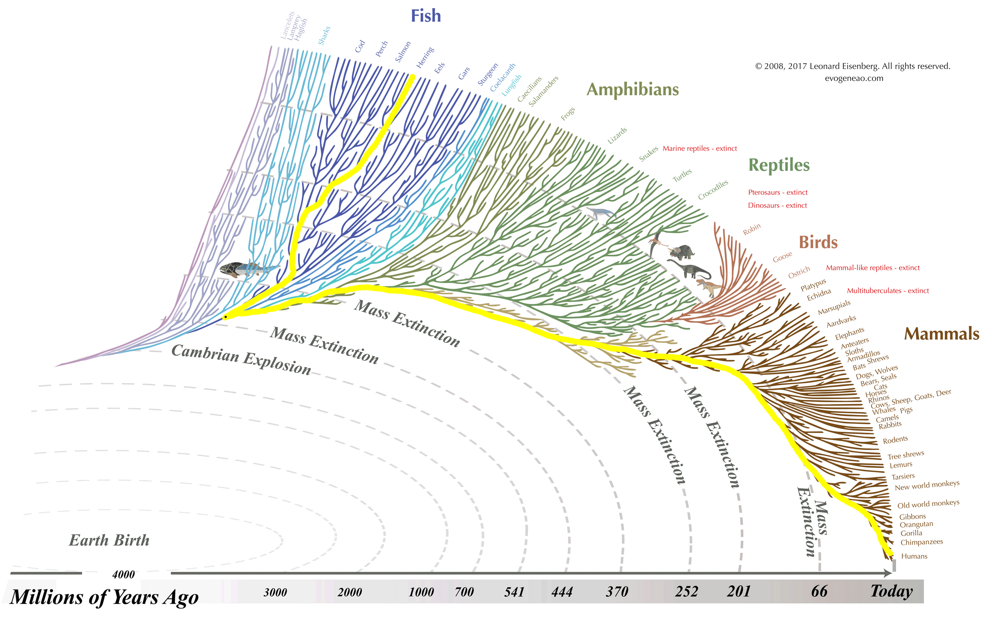 Fish
Lancelets
Lamprey
Hagfish
Sharks
Cod
Perch
Salmon
Herring
Eels
Gars
Sturgeon
Coelacanth
Lungfish
© 2008, 2017 Leonard Eisenberg. All rights reserved.
evogeneao.com
Amphibians
Caecilians
Salamanders
Frogs
Lizards
Snakes
Marine reptiles - extinct
Turtles
Crocodiles
Reptiles
Pterosaurs - extinct
Dinosaurs - extinct
Robin
Birds
Goose
Ostrich
Mammal-like reptiles - extinct
Platypus
Echidna
Multituberculates - extinct
Marsupials
Aardvarks
Mammals
Elephants
Anteaters
Sloths
Armadillos
Bats Shrews
Dogs, Wolves
Bears, Seals
Cats
Horses
Rhinos
Cows, Sheep, Goats, Deer
Whales Pigs
Camels
Rabbits
Rodents
Tree shrews
Lemurs
Tarsiers
New world monkeys
Old world monkeys
Gibbons
Orangutan
Gorilla
Chimpanzees
Humans
Mass Extinction
Mass Extinction
Cambrian Explosion
Mass Extinction
Mass Extinction
Mass
Extinction
Earth Birth
4000
Millions of Years Ago
3000
2000
1000
700
541
444
370
252
201
66
Today